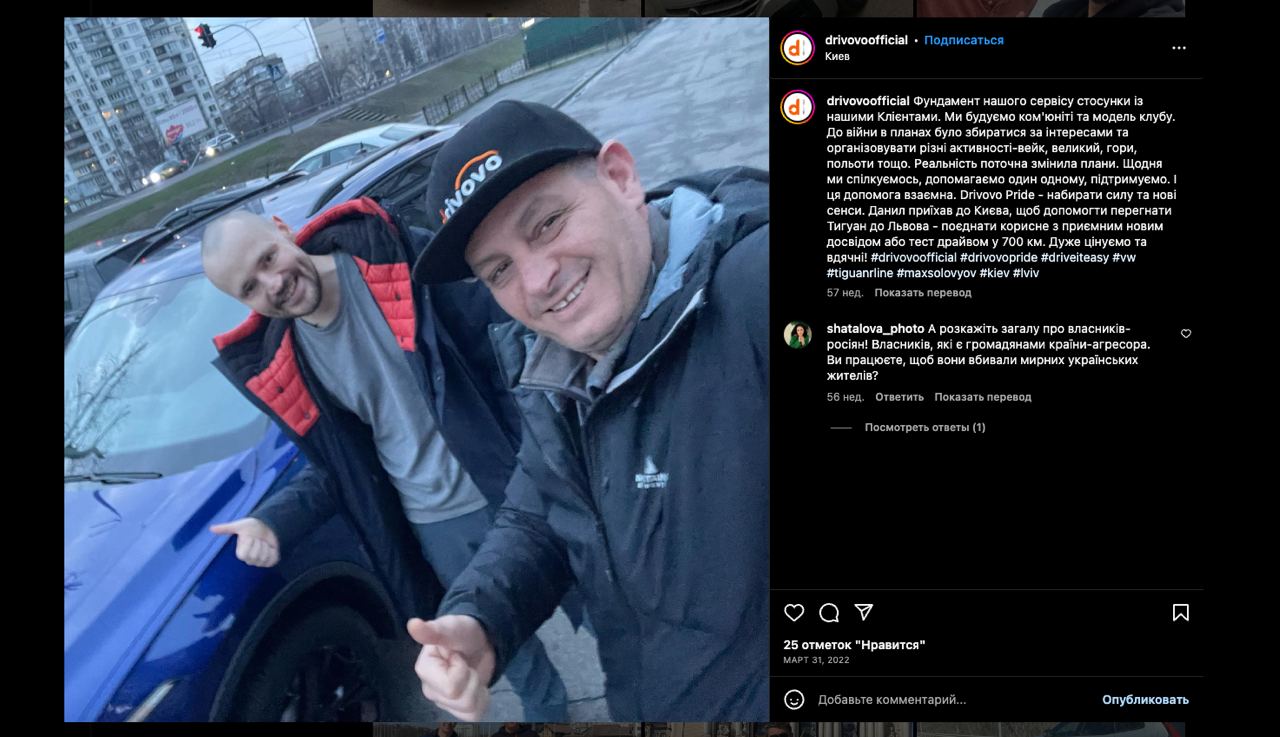 drivovoofficial • Подписаться
Киев
drivovoofficial Фундамент нашого сервісу стосунки із
нашими Клієнтами. Ми будуємо ком'юніті та модель клубу.
До війни в планах було збиратися за інтересами та
організовувати різні активності-вейк, великий, гори,
польоти тощо. Реальність поточна змінила плани. Щодня
ми спілкуємось, допомагаємо один одному, підтримуємо. І
ця допомога взаємна. Drivovo Pride - набирати силу та нові
сенси. Данил приїхав до Києва, щоб допомогти перегнати
Тигуан до Львова - поєднати корисне з приємним новим
досвідом або тест драйвом у 700 км. Дуже цінуємо та
вдячні! #drivovoofficial #drivovopride #driveiteasy #vw
#tiguanrline #maxsolovyov #kiev #lviv
57 нед. Показать перевод
shatalova_photo А розкажіть загалу про власників-
росіян! Власників, які є громадянами країни-агресора.
Ви працюєте, щоб вони вбивали мирних українських
жителів?
56 нед. Ответить Показать перевод
Посмотреть ответы (1)
25 отметок "Нравится"
МАРТ 31, 2022
Добавьте комментарий...
Опубликовать